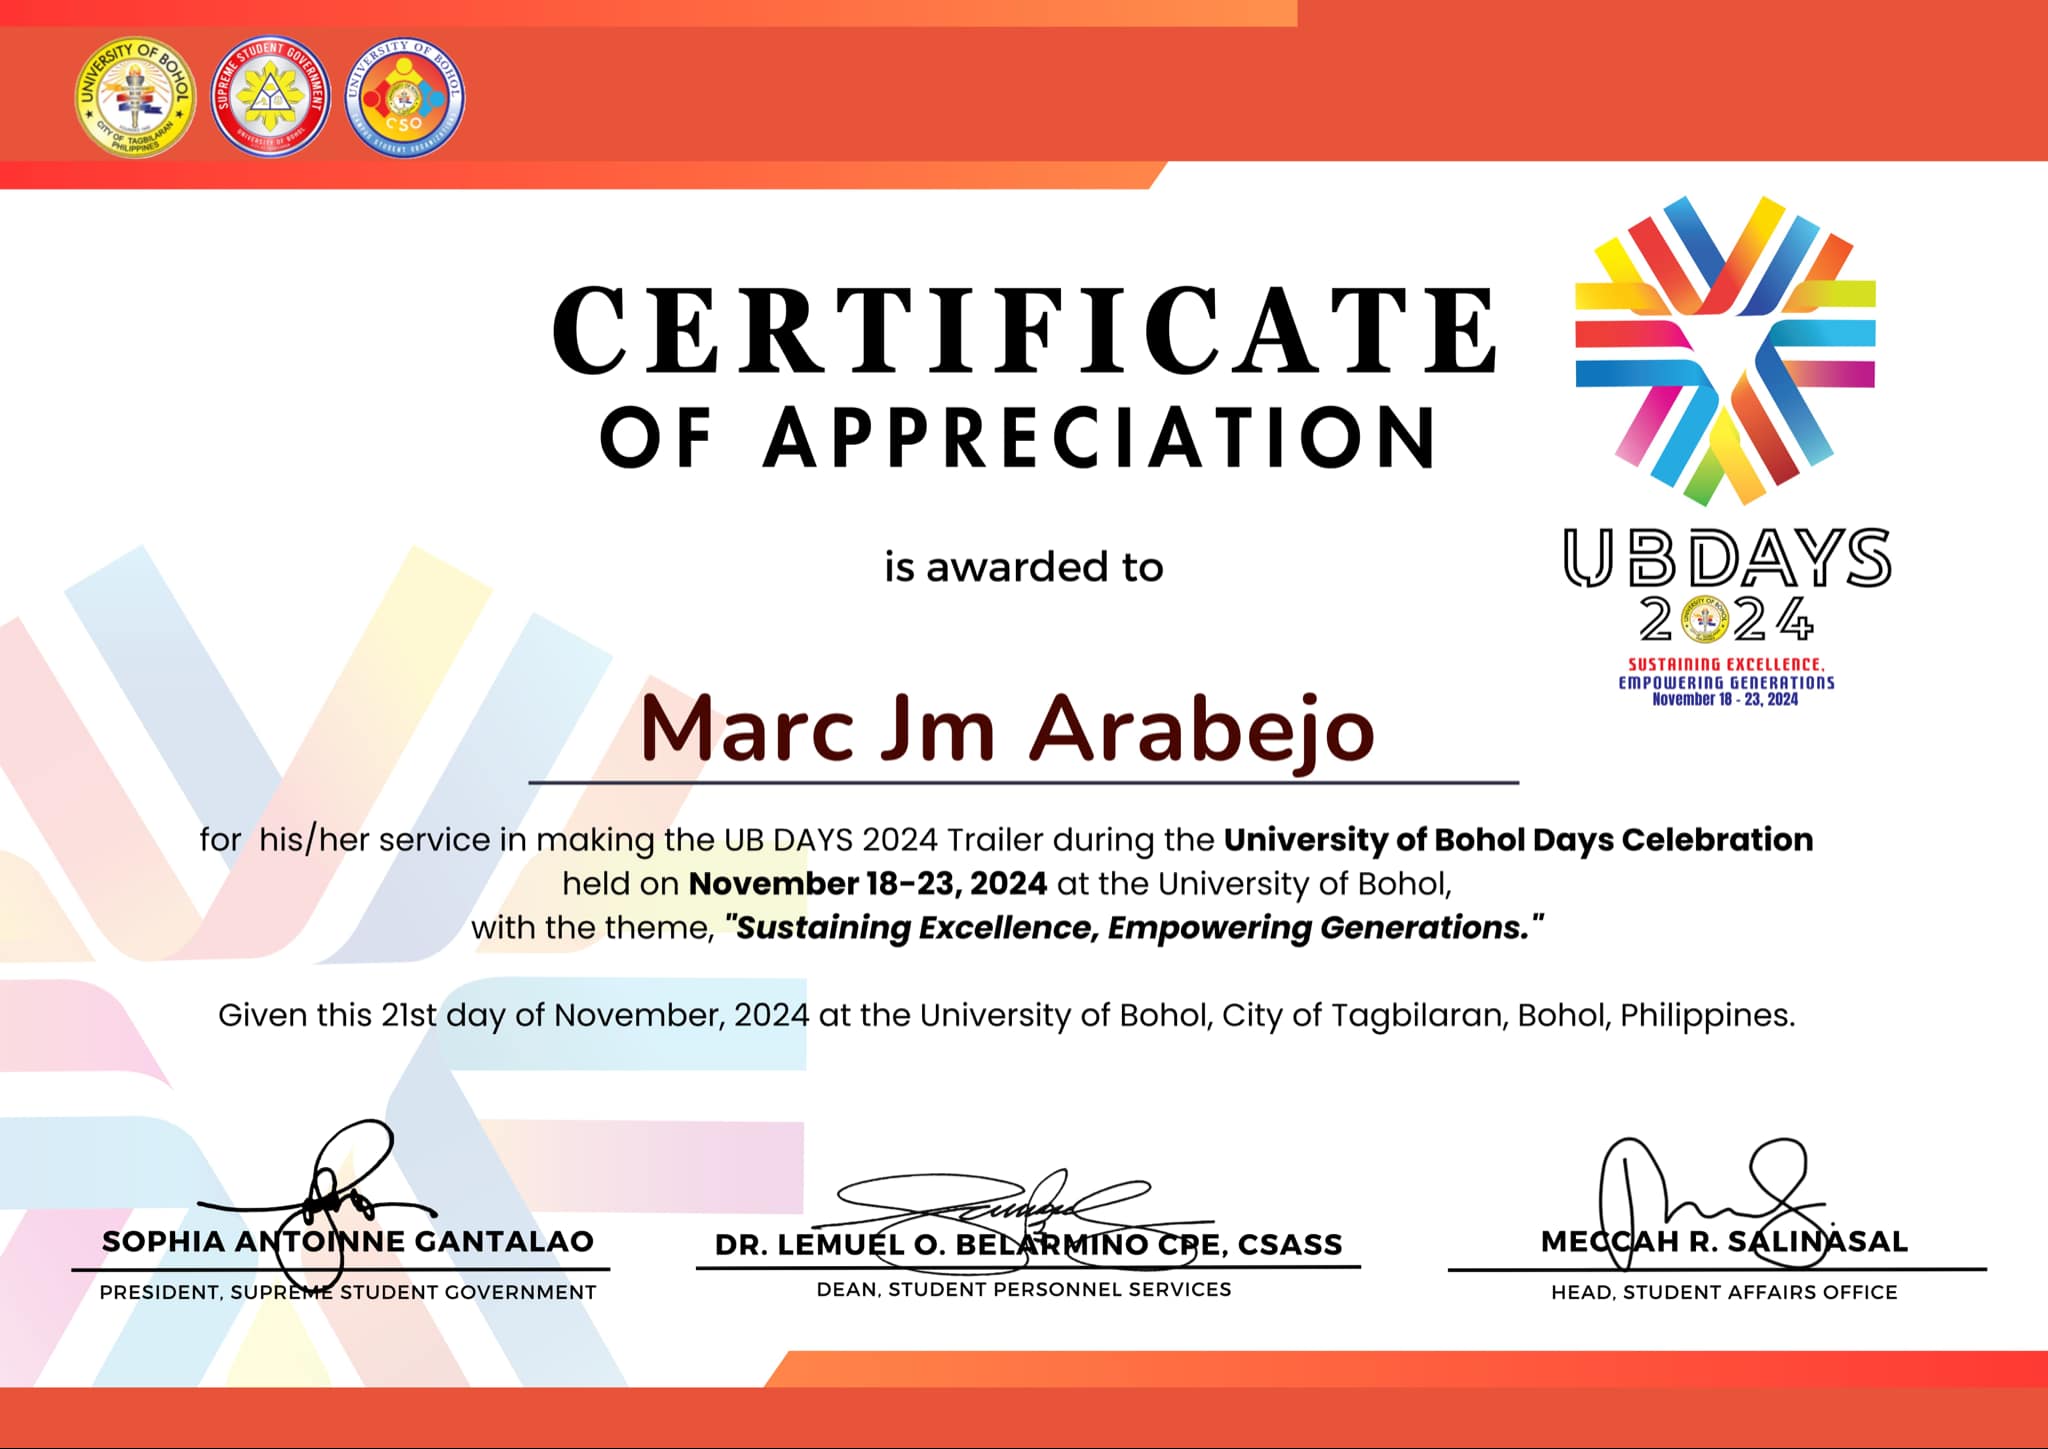 UNIVERSITY OF BOHOL
CITY OF TAGBILARAN
PHILIPPINES
SUPREME STUDENT GOVERNMENT
UNIVERSITY OF BOHOL
UNIVERSITY OF BOHOL
CSO
CERTIFICATE
OF APPRECIATION
is awarded to
UBDAYS
2024
SUSTAINING EXCELLENCE,
EMPOWERING GENERATIONS
November 18 - 23, 2024
Marc Jm Arabejo
for his/her service in making the UB DAYS 2024 Trailer during the University of Bohol Days Celebration
held on November 18-23, 2024 at the University of Bohol,
with the theme, "Sustaining Excellence, Empowering Generations."
Given this 21st day of November, 2024 at the University of Bohol, City of Tagbilaran, Bohol, Philippines.
SOPHIA ANTOINNE GANTALAO
PRESIDENT, SUPREME STUDENT GOVERNMENT
DR. LEMUEL O. BELARMINO CPE, CSASS
DEAN, STUDENT PERSONNEL SERVICES
MECCAH R. SALINASAL
HEAD, STUDENT AFFAIRS OFFICE